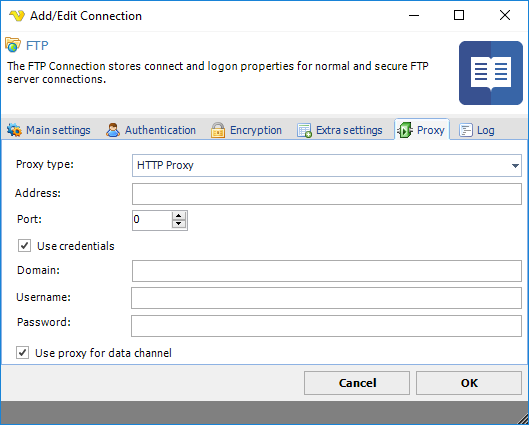 Add/Edit Connection
FTP
The FTP Connection stores connect and logon properties for normal and secure FTP
server connections.
Main settings Authentication Encryption Extra settings Proxy Log
Proxy type: HTTP Proxy
Address:
Port: 0
Use credentials
Domain:
Username:
Password:
Use proxy for data channel
Cancel OK